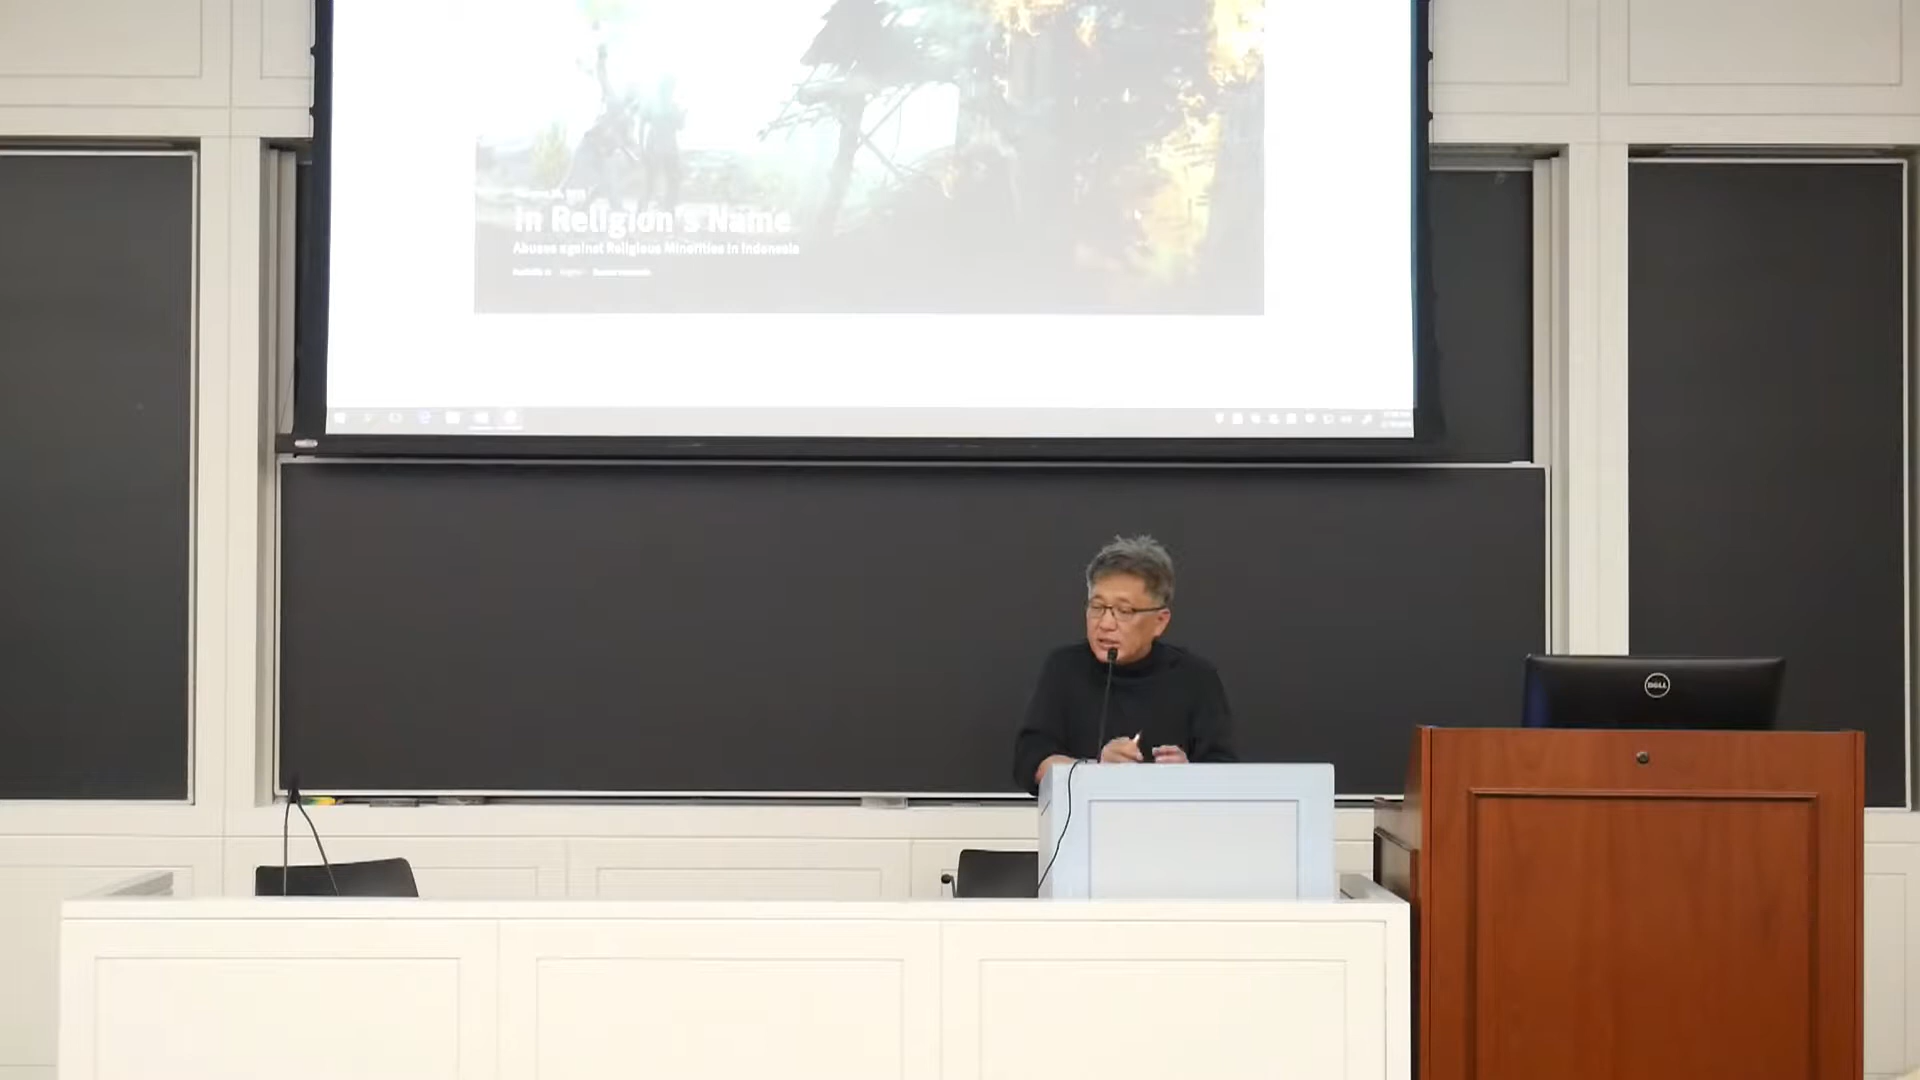 In Religion's Name
Abuses against Religious Minorities in Indonesia
DELL